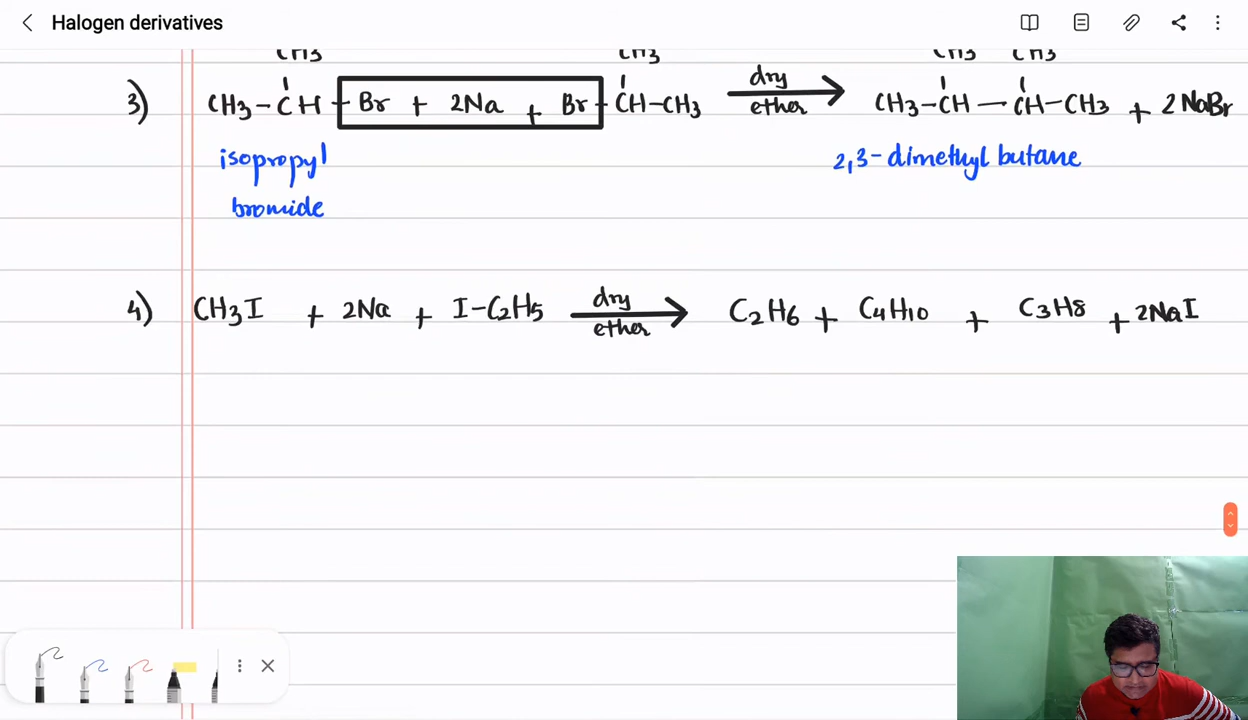 Halogen derivatives
CH3 CH3 CH3 CH3
3) CH3-CH-Br + 2Na + Br-CH-CH3 dry ether CH3-CH-CH-CH3 + 2NaBr
isopropyl 2,3-dimethyl butane
bromide
4) CH3I + 2Na + I-C2H5 dry ether C2H6 + C4H10 + C3H8 + 2NaI